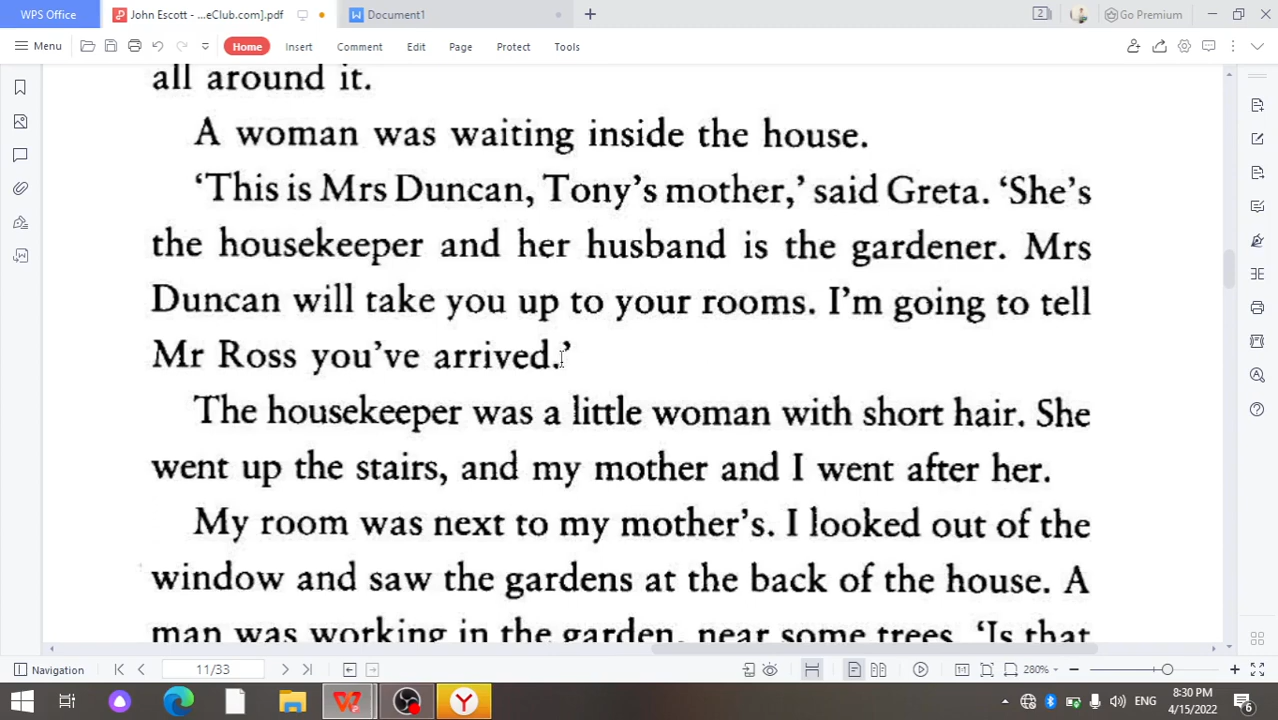 WPS Office
John Escott - ...eClub.com].pdf
Document1
2
Go Premium
Menu
Home
Insert
Comment
Edit
Page
Protect
Tools
all around it.
A woman was waiting inside the house.
‘This is Mrs Duncan, Tony’s mother,’ said Greta. ‘She’s
the housekeeper and her husband is the gardener. Mrs
Duncan will take you up to your rooms. I’m going to tell
Mr Ross you’ve arrived.’
The housekeeper was a little woman with short hair. She
went up the stairs, and my mother and I went after her.
My room was next to my mother’s. I looked out of the
window and saw the gardens at the back of the house. A
man was working in the garden, near some trees. ‘Is that
Navigation
11/33
280%
ENG
8:30 PM
4/15/2022
6